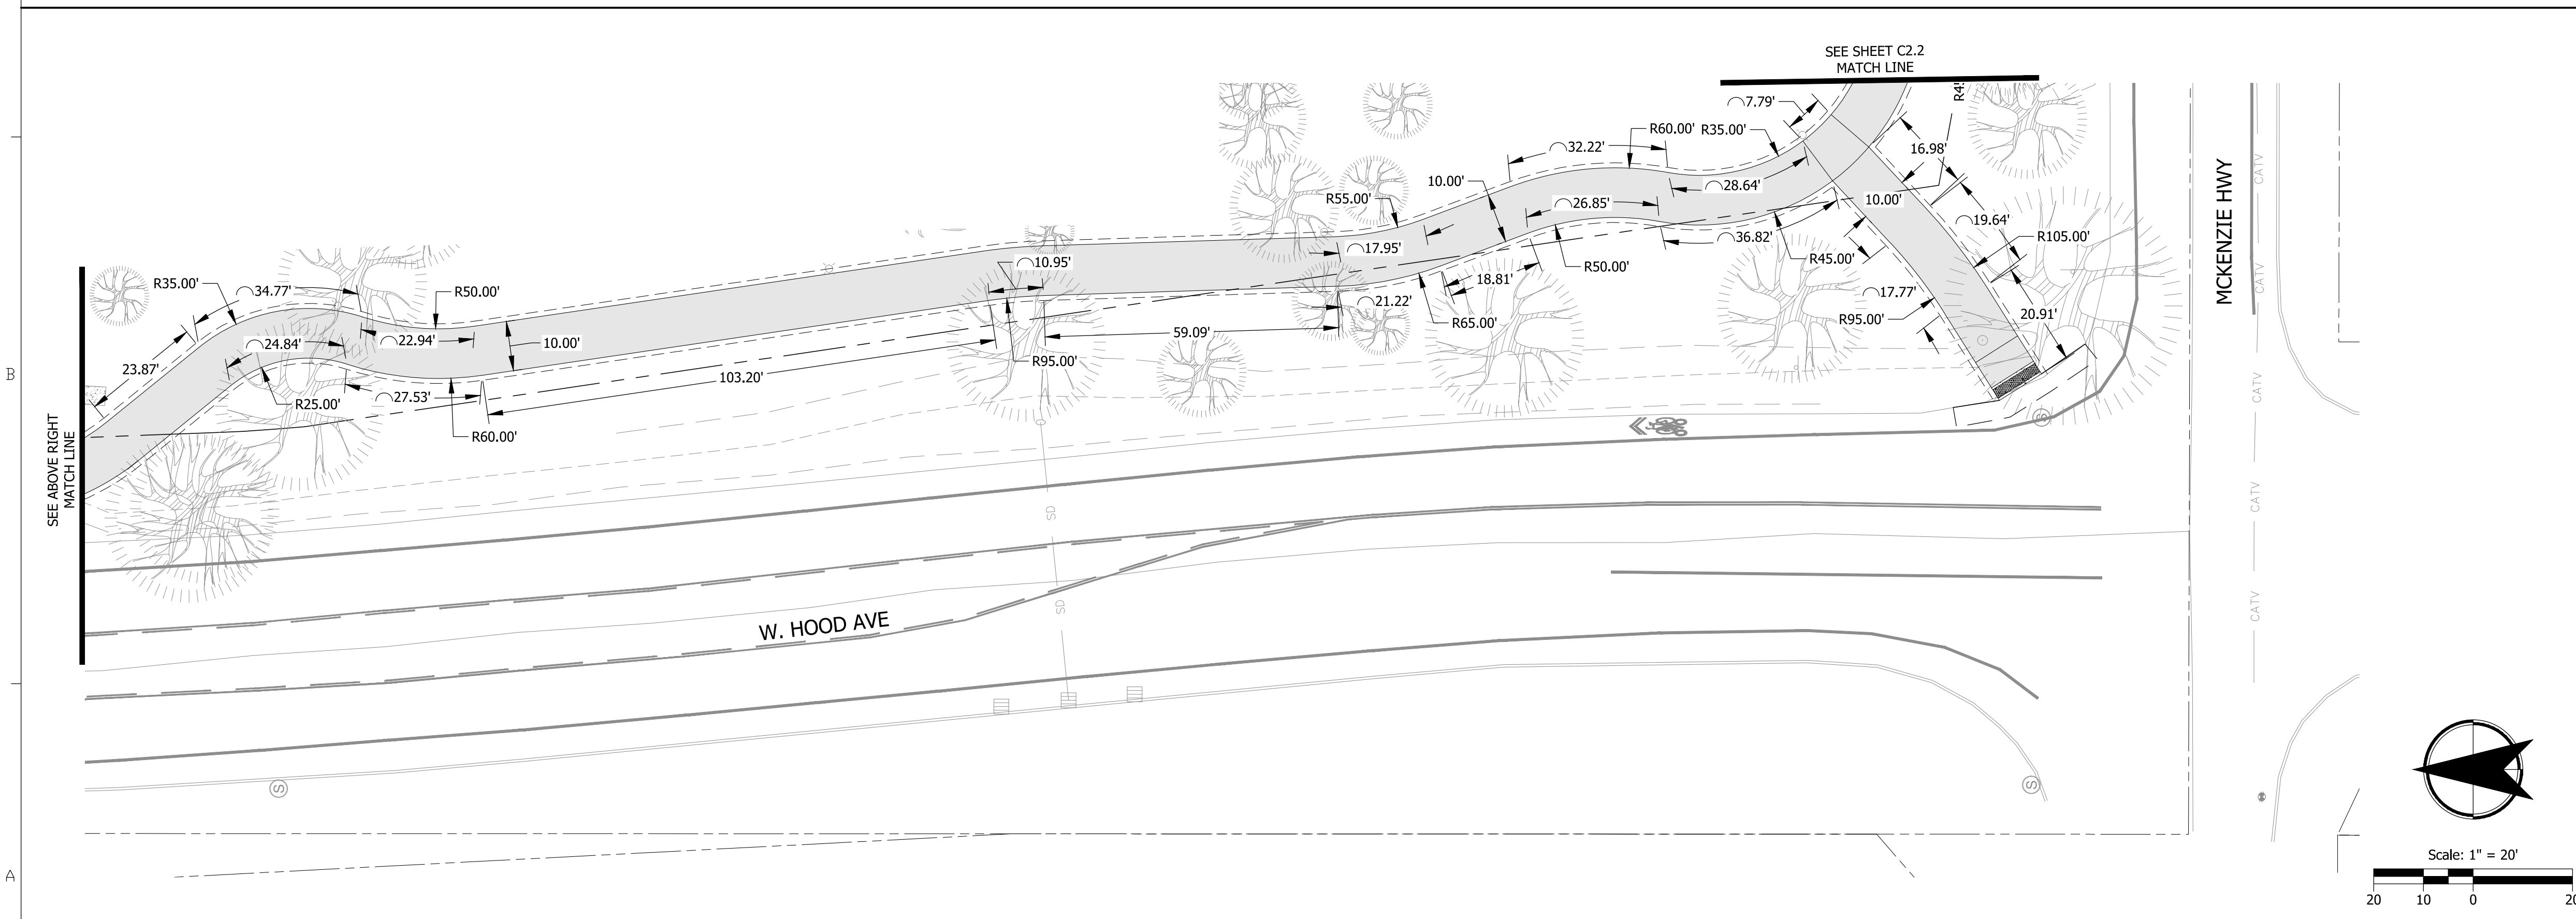 SEE SHEET C2.2
MATCH LINE
7.79'
R60.00'
R35.00'
32.22'
16.98'
28.64'
10.00'
R55.00'
26.85'
10.00'
19.64'
17.95'
36.82'
R105.00'
R50.00'
R45.00'
18.81'
17.77'
21.22'
R65.00'
R95.00'
20.91'
10.95'
59.09'
R95.00'
R35.00'
34.77'
R50.00'
24.84'
22.94'
10.00'
23.87'
103.20'
R25.00'
27.53'
R60.00'
SEE ABOVE RIGHT
MATCH LINE
MCKENZIE HWY
CATV
CATV
CATV
CATV
CATV
SD
SD
W. HOOD AVE
S
S
S
B
A
Scale: 1" = 20'
20 10 0 20